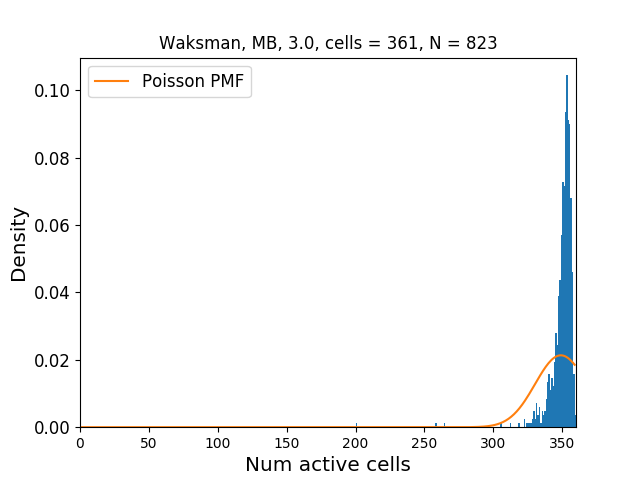 Waksman, MB, 3.0, cells = 361, N = 823
Poisson PMF
0.10
0.08
0.06
0.04
0.02
0.00
Density
0 50 100 150 200 250 300 350
Num active cells